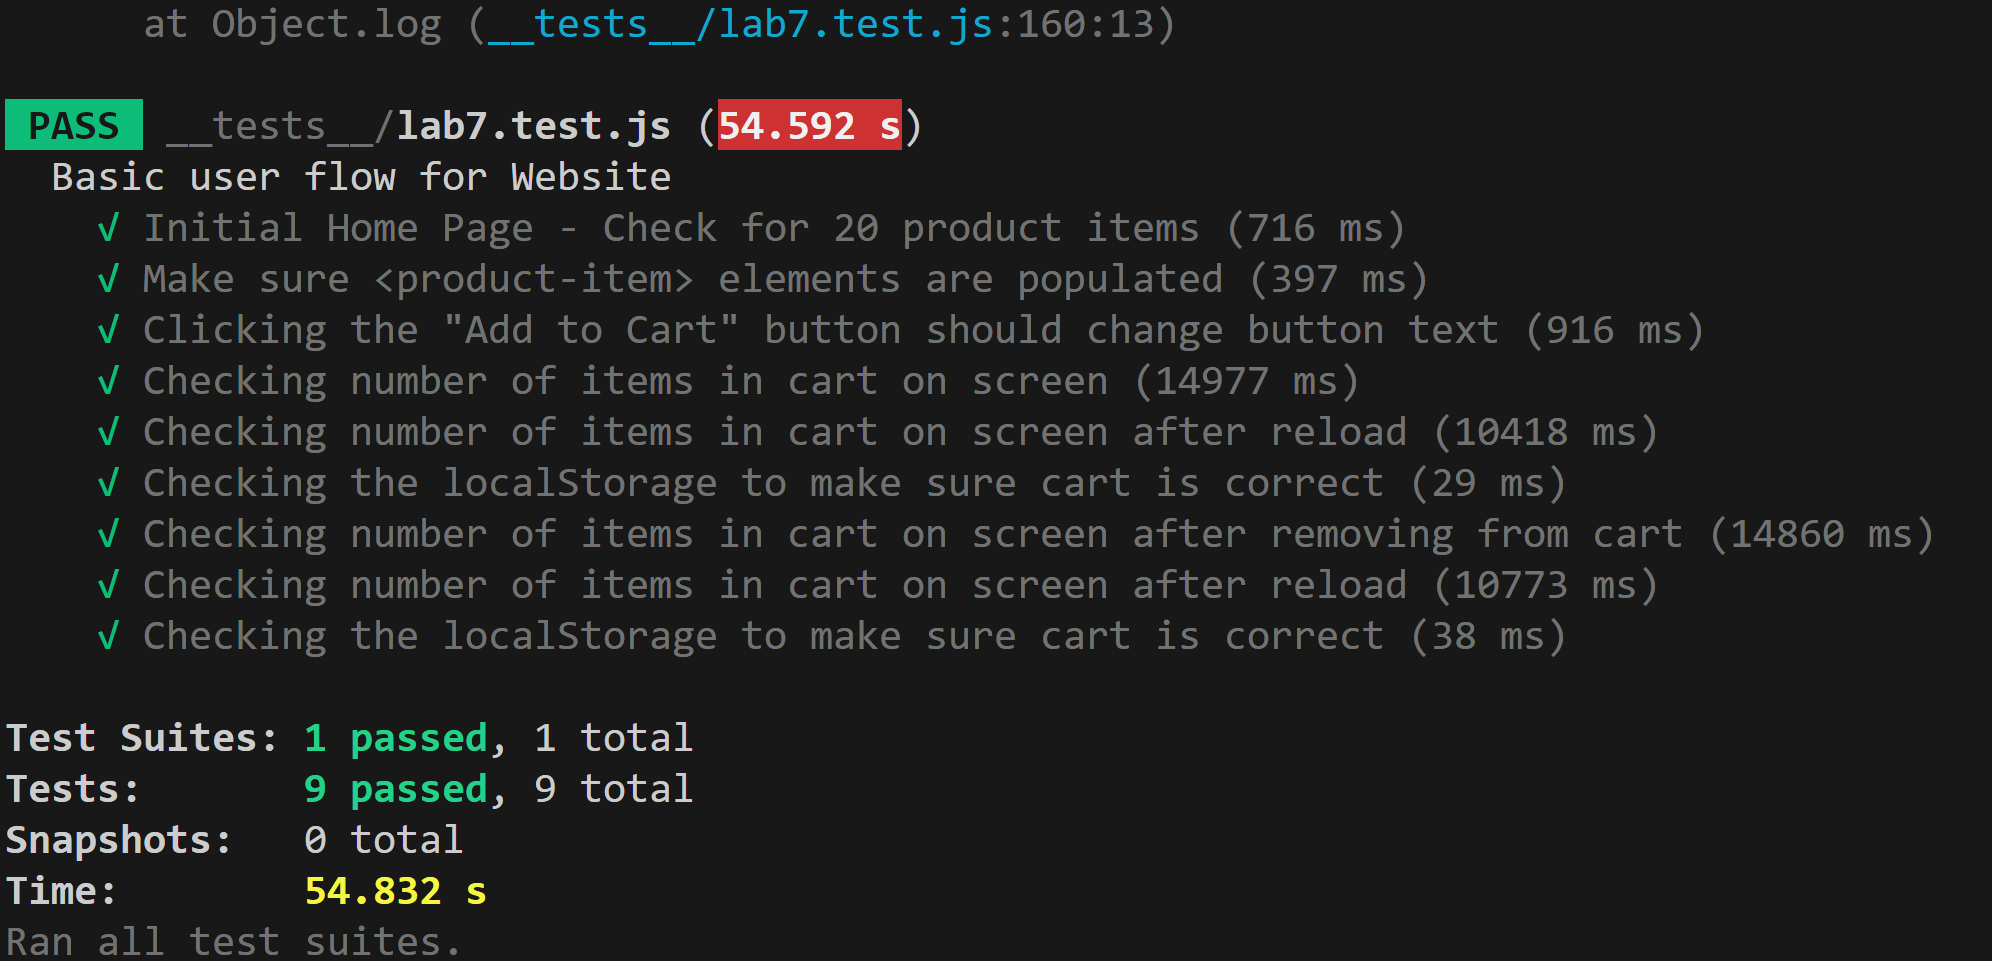 at Object.log (__tests__/lab7.test.js:160:13)
PASS __tests__/lab7.test.js (54.592 s)
Basic user flow for Website
√ Initial Home Page - Check for 20 product items (716 ms)
√ Make sure <product-item> elements are populated (397 ms)
√ Clicking the "Add to Cart" button should change button text (916 ms)
√ Checking number of items in cart on screen (14977 ms)
√ Checking number of items in cart on screen after reload (10418 ms)
√ Checking the localStorage to make sure cart is correct (29 ms)
√ Checking number of items in cart on screen after removing from cart (14860 ms)
√ Checking number of items in cart on screen after reload (10773 ms)
√ Checking the localStorage to make sure cart is correct (38 ms)
Test Suites: 1 passed, 1 total
Tests: 9 passed, 9 total
Snapshots: 0 total
Time: 54.832 s
Ran all test suites.